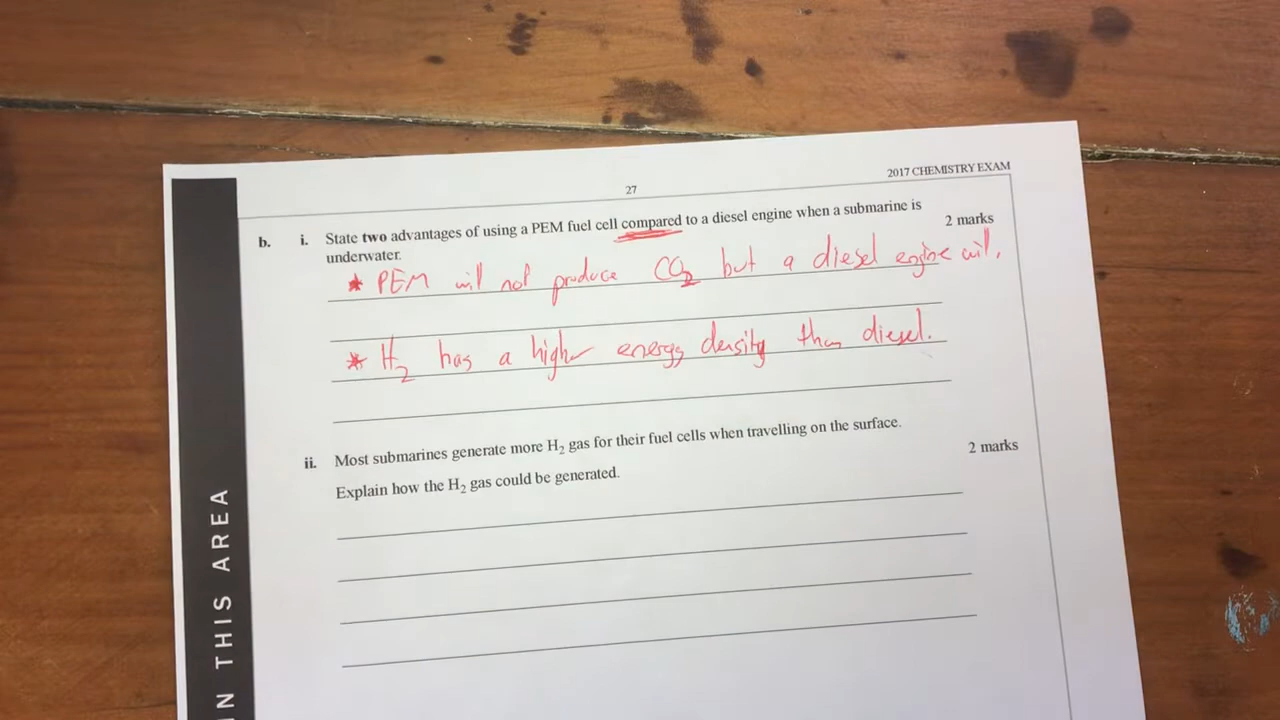 2017 CHEMISTRY EXAM
27
b. i. State two advantages of using a PEM fuel cell compared to a diesel engine when a submarine is
underwater.
2 marks
* PEM will not produce CO2 but a diesel engine will.
* H2 has a higher energy density than diesel.
ii. Most submarines generate more H2 gas for their fuel cells when travelling on the surface.
Explain how the H2 gas could be generated.
2 marks
N THIS AREA